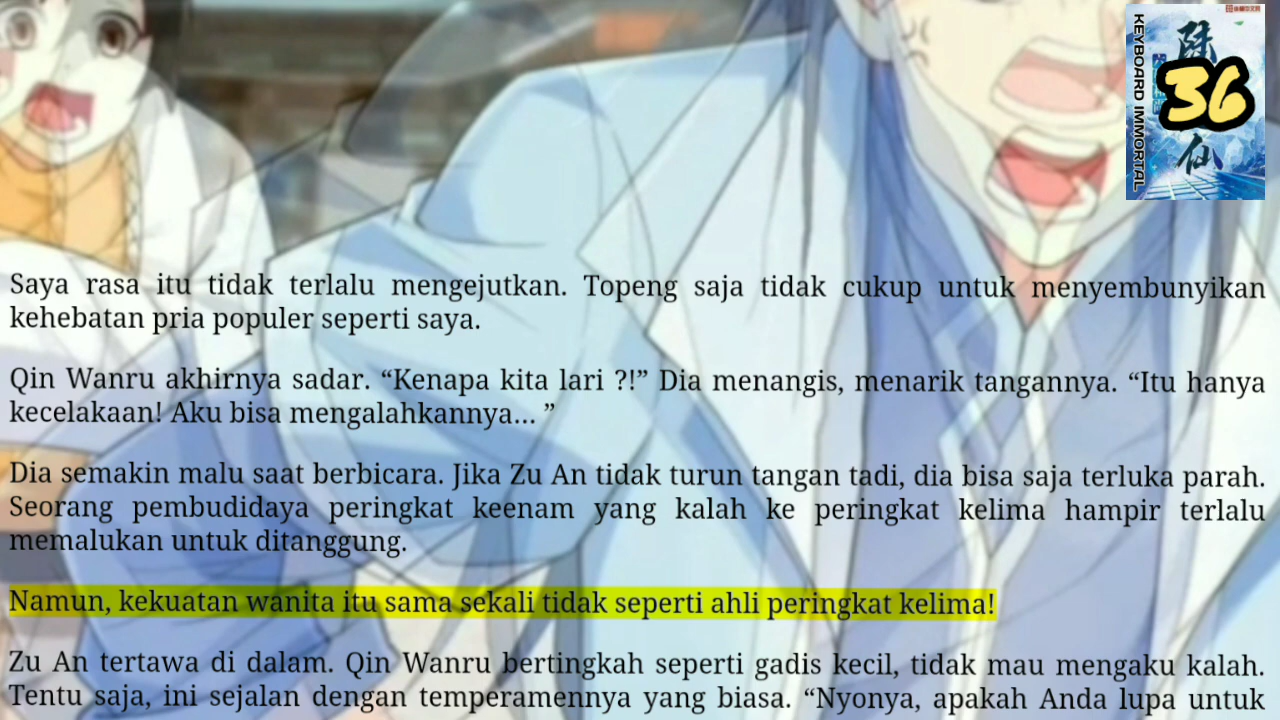 陆
仙
KEYBOARD IMMORTAL
36
Saya rasa itu tidak terlalu mengejutkan. Topeng saja tidak cukup untuk menyembunyikan
kehebatan pria populer seperti saya.
Qin Wanru akhirnya sadar. “Kenapa kita lari ?!” Dia menangis, menarik tangannya. “Itu hanya
kecelakaan! Aku bisa mengalahkannya... ”
Dia semakin malu saat berbicara. Jika Zu An tidak turun tangan tadi, dia bisa saja terluka parah.
Seorang pembudidaya peringkat keenam yang kalah ke peringkat kelima hampir terlalu
memalukan untuk ditanggung.
Namun, kekuatan wanita itu sama sekali tidak seperti ahli peringkat kelima!
Zu An tertawa di dalam. Qin Wanru bertingkah seperti gadis kecil, tidak mau mengaku kalah.
Tentu saja, ini sejalan dengan temperamennya yang biasa. “Nyonya, apakah Anda lupa untuk